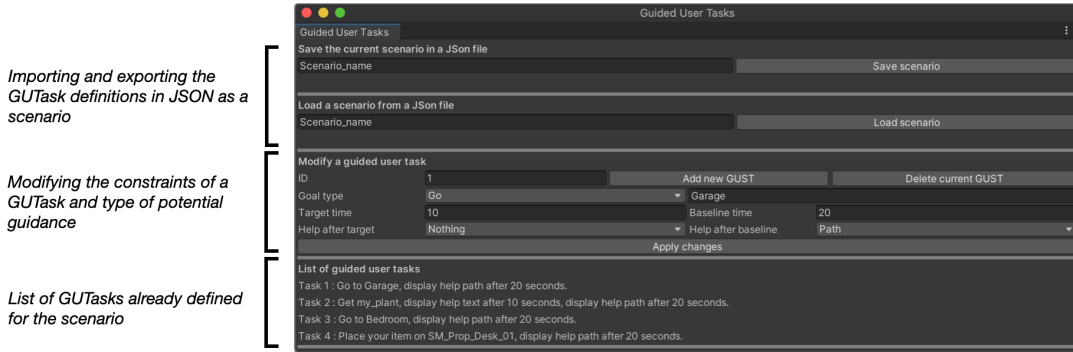 Guided User Tasks
Guided User Tasks
Save the current scenario in a JSon file
Scenario_name Save scenario
Importing and exporting the
GUTask definitions in JSON as a
scenario
Load a scenario from a JSon file
Scenario_name Load scenario
Modifying the constraints of a
GUTask and type of potential
guidance
Modify a guided user task
ID 1 Add new GUST Delete current GUST
Goal type Go Garage
Target time 10 Baseline time 20
Help after target Nothing Help after baseline Path
Apply changes
List of GUTasks already defined
for the scenario
List of guided user tasks
Task 1 : Go to Garage, display help path after 20 seconds.
Task 2 : Get my_plant, display help text after 10 seconds, display help path after 20 seconds.
Task 3 : Go to Bedroom, display help path after 20 seconds.
Task 4 : Place your item on SM_Prop_Desk_01, display help path after 20 seconds.